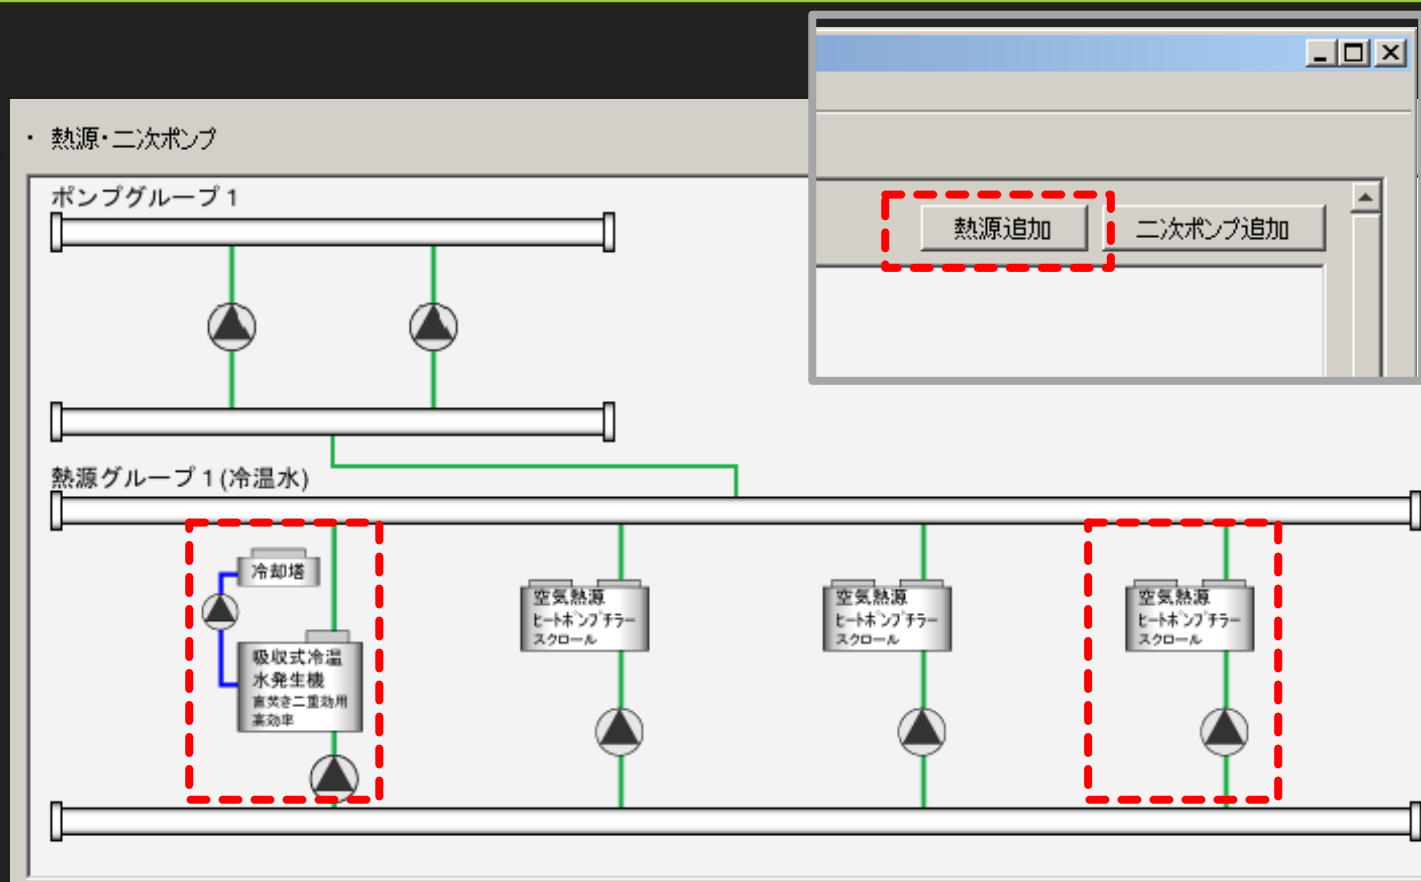 ・ 熱源・二次ポンプ
熱源追加
二次ポンプ追加
ポンプグループ1
熱源グループ1(冷温水)
冷却塔
吸収式冷温
水発生機
直焚き二重効用
高効率
空気熱源
ヒートポンプチラー
スクロール
空気熱源
ヒートポンプチラー
スクロール
空気熱源
ヒートポンプチラー
スクロール